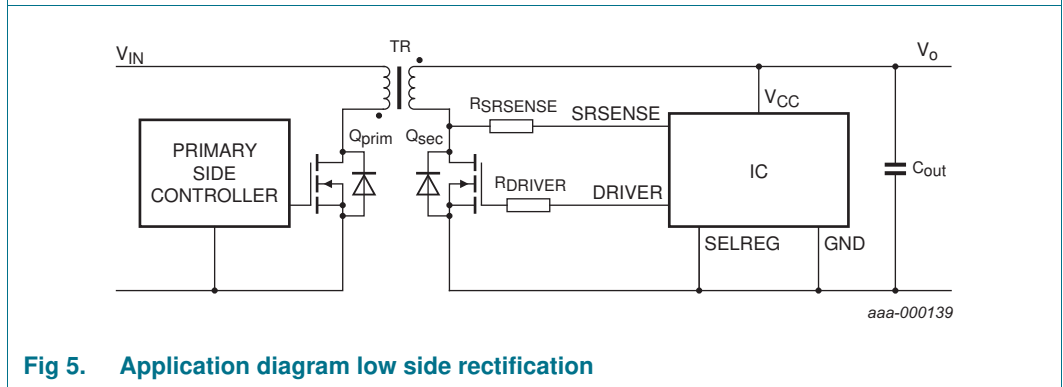 TR
V_IN
V_o
V_CC
R_SRSENSE
SRSENSE
Q_prim
Q_sec
PRIMARY
SIDE
CONTROLLER
IC
C_out
R_DRIVER
DRIVER
SELREG
GND
aaa-000139
Fig 5. Application diagram low side rectification